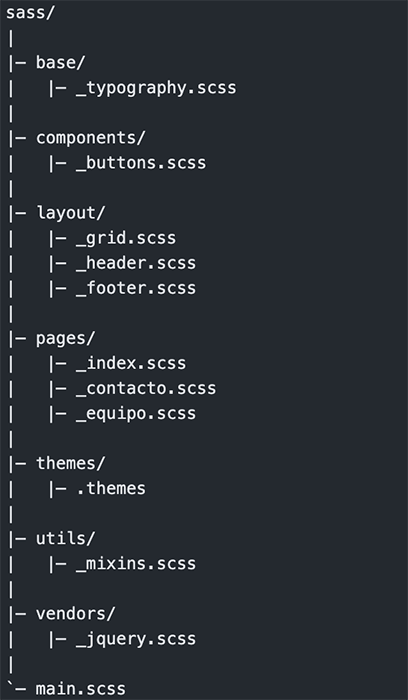 sass/
|
|– base/
|   |– _typography.scss
|
|– components/
|   |– _buttons.scss
|
|– layout/
|   |– _grid.scss
|   |– _header.scss
|   |– _footer.scss
|
|– pages/
|   |– _index.scss
|   |– _contacto.scss
|   |– _equipo.scss
|
|– themes/
|   |– .themes
|
|– utils/
|   |– _mixins.scss
|
|– vendors/
|   |– _jquery.scss
|
`– main.scss